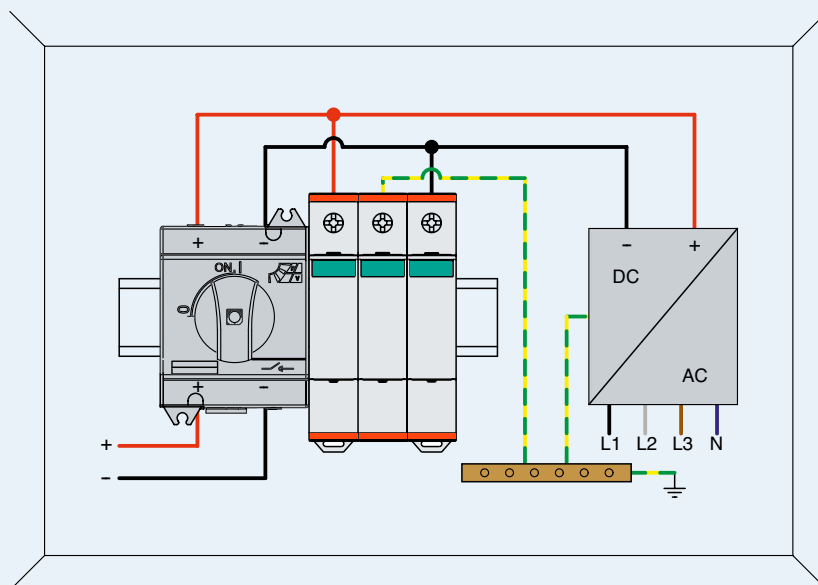 + − − +
ON. I
DC
0
AC
+ −
L1 L2 L3 N
+
−